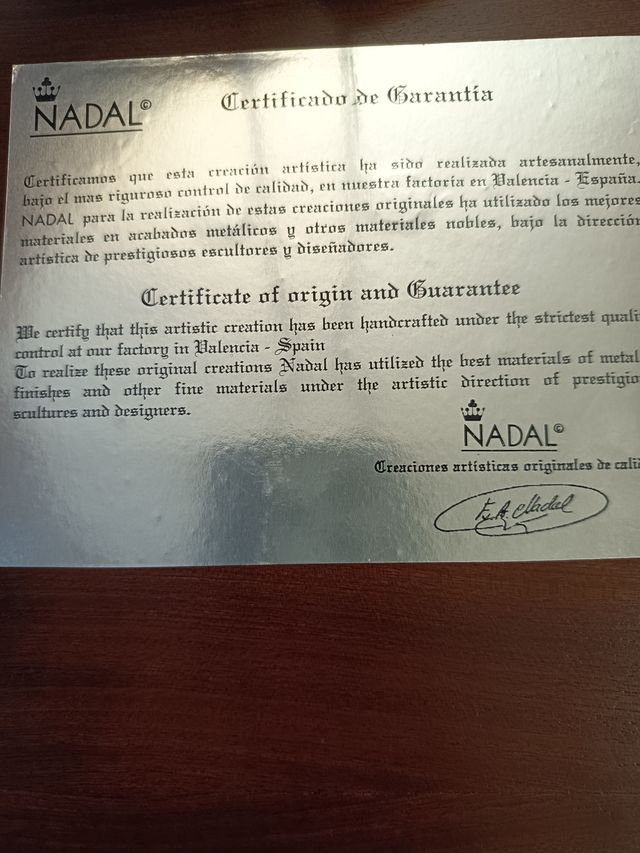 NADAL©
Certificado de Garantía
Certificamos que esta creación artística ha sido realizada artesanalmente,
bajo el mas riguroso control de calidad, en nuestra factoría en Valencia - España.
NADAL para la realización de estas creaciones originales ha utilizado los mejores
materiales en acabados metálicos y otros materiales nobles, bajo la dirección
artística de prestigiosos escultores y diseñadores.
Certificate of origin and Guarantee
We certify that this artistic creation has been handcrafted under the strictest quali
control at our factory in Valencia - Spain
To realize these original creations Nadal has utilized the best materials of metal
finishes and other fine materials under the artistic direction of prestigio
scultures and designers.
NADAL©
Creaciones artísticas originales de cali
F. A. Nadal